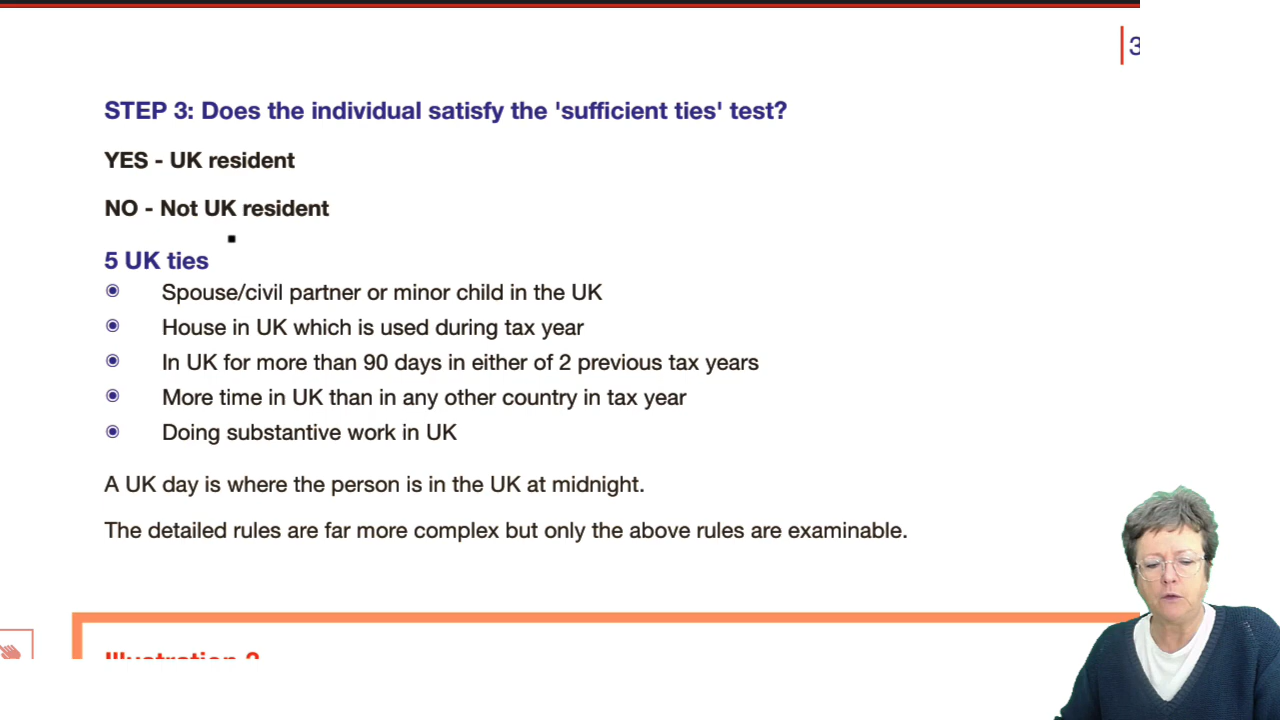 3
STEP 3: Does the individual satisfy the 'sufficient ties' test?
YES - UK resident
NO - Not UK resident
5 UK ties
Spouse/civil partner or minor child in the UK
House in UK which is used during tax year
In UK for more than 90 days in either of 2 previous tax years
More time in UK than in any other country in tax year
Doing substantive work in UK
A UK day is where the person is in the UK at midnight.
The detailed rules are far more complex but only the above rules are examinable.
Illustration 2